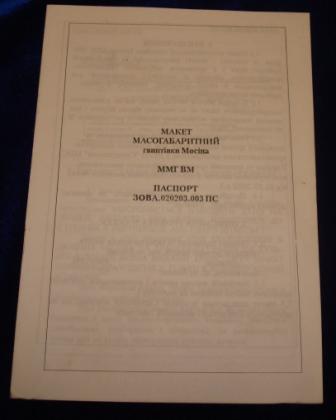 МАКЕТ
МАСОГАБАРИТНИЙ
гвинтівки Мосіна
ММГ ВМ
ПАСПОРТ
ЗОВА.020203.003 ПС